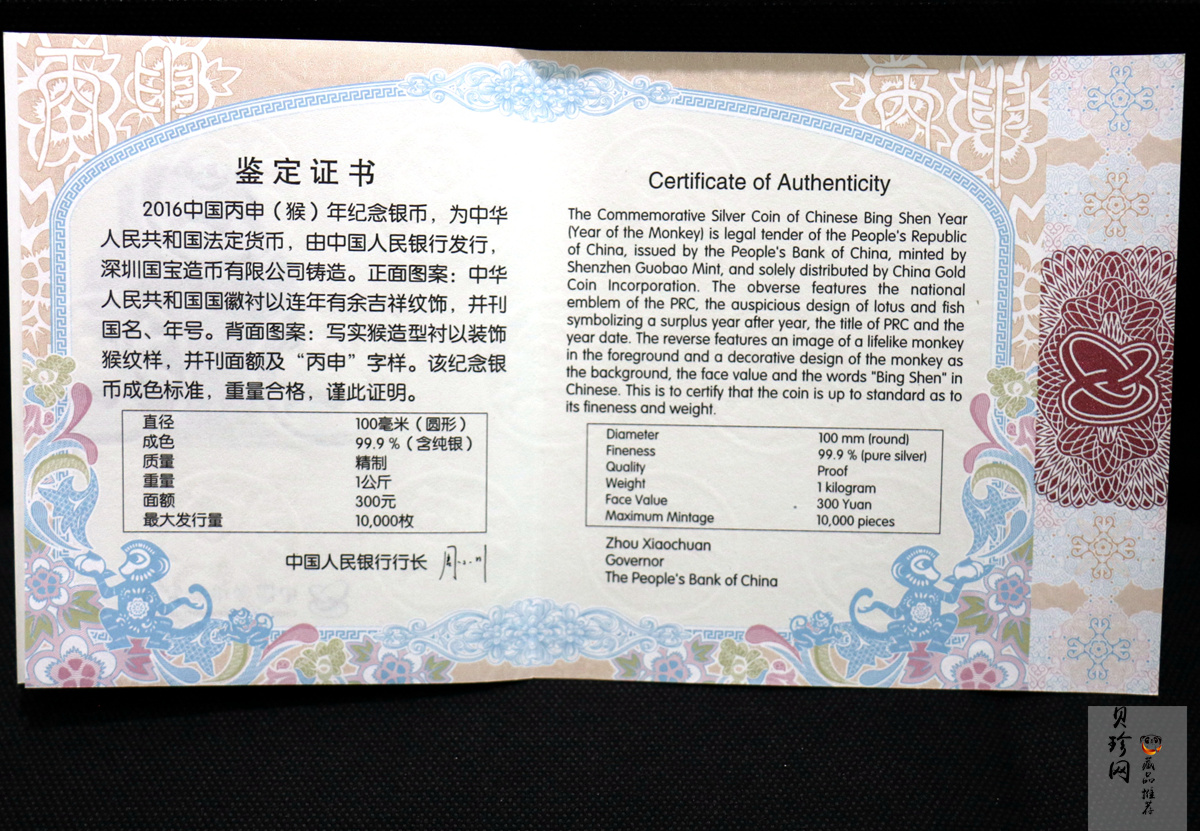 鉴定证书
2016中国丙申（猴）年纪念银币，为中华
人民共和国法定货币，由中国人民银行发行，
深圳国宝造币有限公司铸造。正面图案：中华
人民共和国国徽衬以连年有余吉祥纹饰，并刊
国名、年号。背面图案：写实猴造型衬以装饰
猴纹样，并刊面额及“丙申”字样。该纪念银
币成色标准，重量合格，谨此证明。
直径 100毫米（圆形）
成色 99.9％（含纯银）
质量 精制
重量 1公斤
面额 300元
最大发行量 10,000枚
中国人民银行行长
Certificate of Authenticity
The Commemorative Silver Coin of Chinese Bing Shen Year
(Year of the Monkey) is legal tender of the People's Republic
of China, issued by the People's Bank of China, minted by
Shenzhen Guobao Mint, and solely distributed by China Gold
Coin Incorporation. The obverse features the national
emblem of the PRC, the auspicious design of lotus and fish
symbolizing a surplus year after year, the title of PRC and the
year date. The reverse features an image of a lifelike monkey
in the foreground and a decorative design of the monkey as
the background, the face value and the words "Bing Shen" in
Chinese. This is to certify that the coin is up to standard as to
its fineness and weight.
Diameter 100 mm (round)
Fineness 99.9 % (pure silver)
Quality Proof
Weight 1 kilogram
Face Value 300 Yuan
Maximum Mintage 10,000 pieces
Zhou Xiaochuan
Governor
The People's Bank of China
贝珍网
藏品推荐